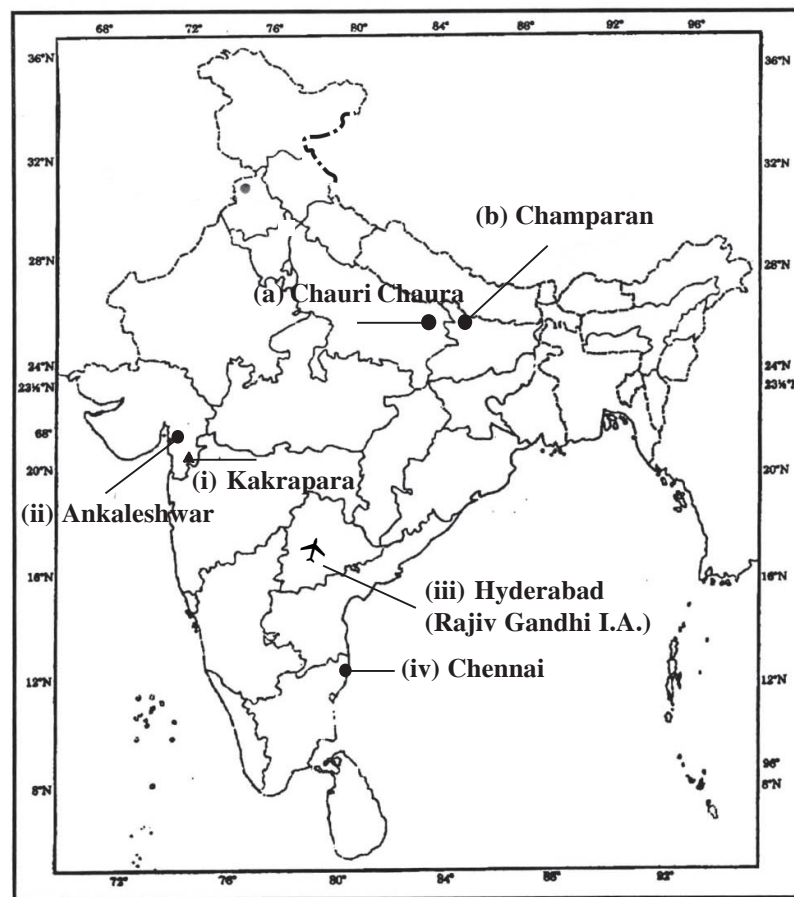 68° 72° 76° 80° 84° 88° 92° 96°
36°N
32°N
28°N
24°N
23½°N
68°
20°N
16°N
12°N
8°N
32°N
28°N
24°N
23½°N
20°N
16°N
12°N
96°
8°N
(b) Champaran
(a) Chauri Chaura
(i) Kakrapara
(ii) Ankaleshwar
(iii) Hyderabad
(Rajiv Gandhi I.A.)
(iv) Chennai
72° 76° 80° 84° 88° 92°